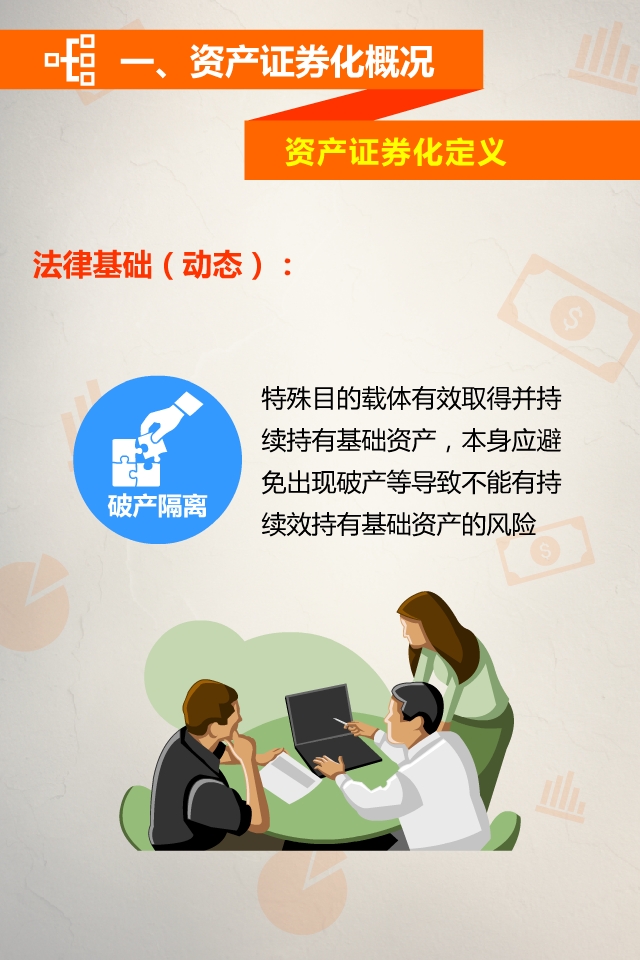 一、资产证券化概况
资产证券化定义
法律基础（动态）：
特殊目的载体有效取得并持
续持有基础资产，本身应避
免出现破产等导致不能有持
续效持有基础资产的风险
破产隔离